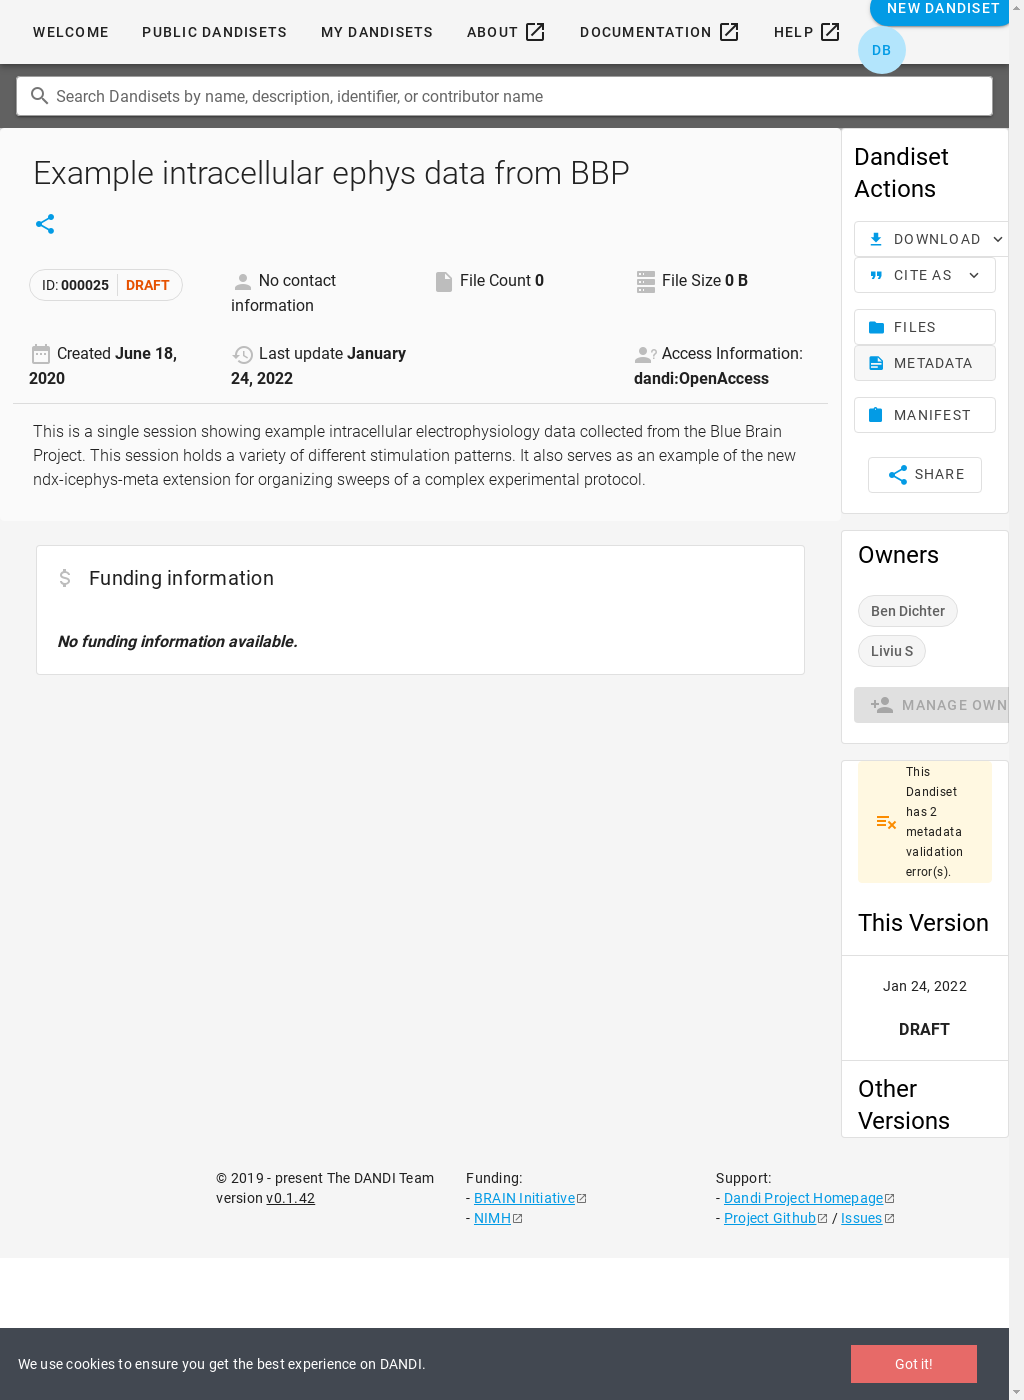 WELCOME PUBLIC DANDISETS MY DANDISETS ABOUT DOCUMENTATION HELP NEW DANDISET
DB
Search Dandisets by name, description, identifier, or contributor name
Example intracellular ephys data from BBP
ID: 000025 DRAFT
No contact
information
File Count 0
File Size 0 B
Created June 18,
2020
Last update January
24, 2022
Access Information:
dandi:OpenAccess
This is a single session showing example intracellular electrophysiology data collected from the Blue Brain
Project. This session holds a variety of different stimulation patterns. It also serves as an example of the new
ndx-icephys-meta extension for organizing sweeps of a complex experimental protocol.
Funding information
No funding information available.
Dandiset
Actions
DOWNLOAD
CITE AS
FILES
METADATA
MANIFEST
SHARE
Owners
Ben Dichter
Liviu S
MANAGE OWN
This
Dandiset
has 2
metadata
validation
error(s).
This Version
Jan 24, 2022
DRAFT
Other
Versions
© 2019 - present The DANDI Team
version v0.1.42
Funding:
- BRAIN Initiative
- NIMH
Support:
- Dandi Project Homepage
- Project Github / Issues
We use cookies to ensure you get the best experience on DANDI.
Got it!